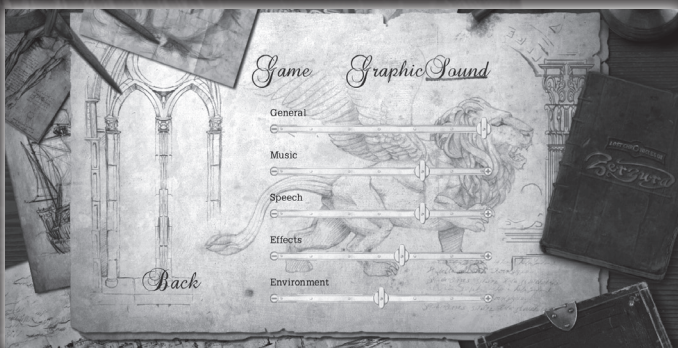 Game Graphic Sound
General
Music
Speech
Effects
Environment
Back